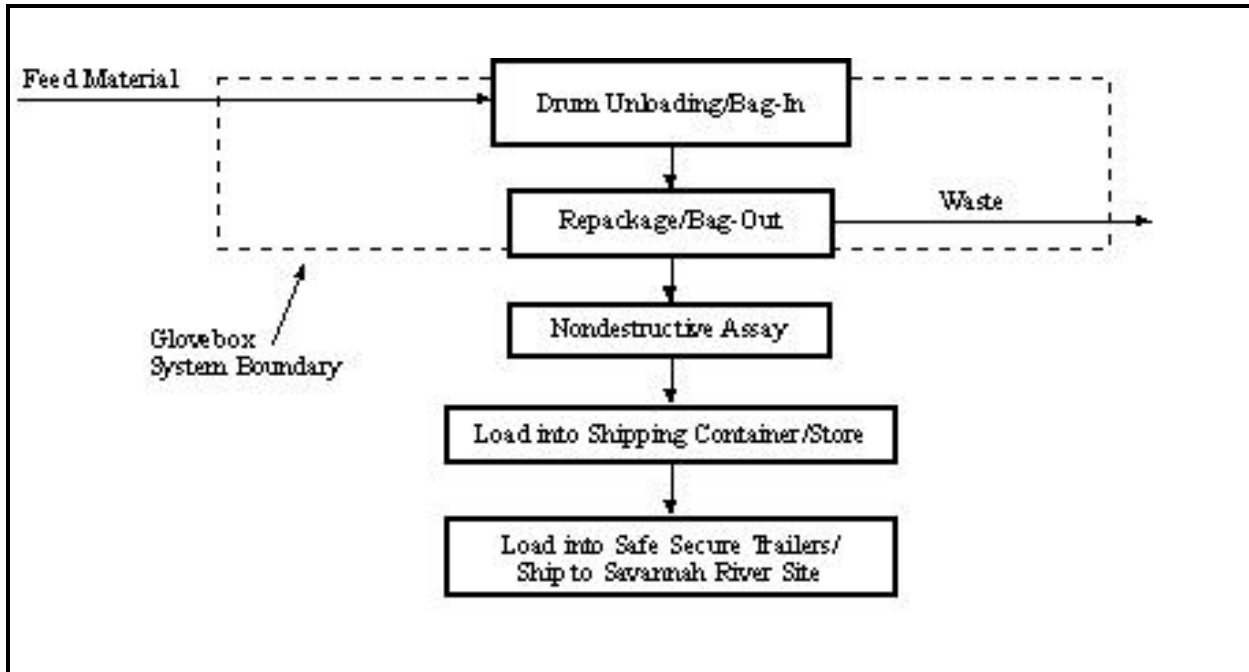 Feed Material
Drum Unloading/Bag-In
Repackage/Bag-Out
Waste
Glovebox
System Boundary
Nondestructive Assay
Load into Shipping Container/Store
Load into Safe Secure Trailers/
Ship to Savannah River Site